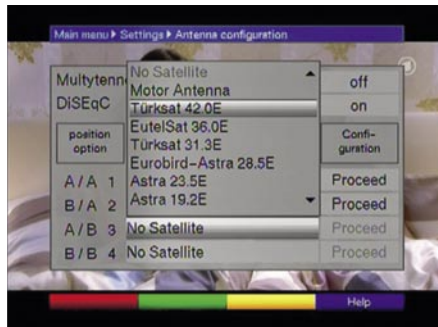 Main menu ▸ Settings ▸ Antenna configuration
Multytenn
off
DiSEqC
on
position
option
Confi-
guration
No Satellite
Motor Antenna
Türksat 42.0E
EutelSat 36.0E
Türksat 31.3E
Eurobird-Astra 28.5E
Astra 23.5E
Astra 19.2E
A/A 1
Proceed
B/A 2
Proceed
A/B 3 No Satellite
Proceed
B/B 4 No Satellite
Proceed
Help